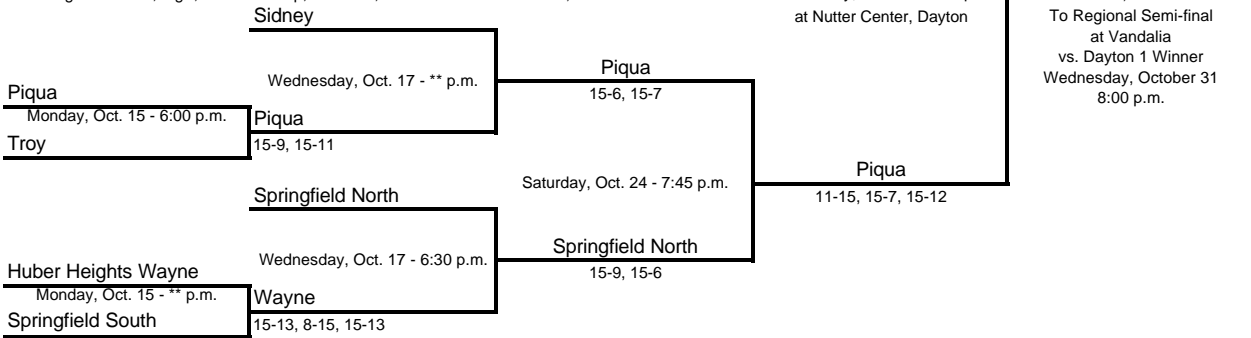 Sidney
at Nutter Center, Dayton
To Regional Semi-final
at Vandalia
vs. Dayton 1 Winner
Wednesday, October 31
8:00 p.m.
Wednesday, Oct. 17 - ** p.m.
Piqua
15-6, 15-7
Piqua
Monday, Oct. 15 - 6:00 p.m.
Troy
Piqua
15-9, 15-11
Saturday, Oct. 24 - 7:45 p.m.
Piqua
11-15, 15-7, 15-12
Springfield North
Wednesday, Oct. 17 - 6:30 p.m.
Springfield North
15-9, 15-6
Huber Heights Wayne
Monday, Oct. 15 - ** p.m.
Springfield South
Wayne
15-13, 8-15, 15-13